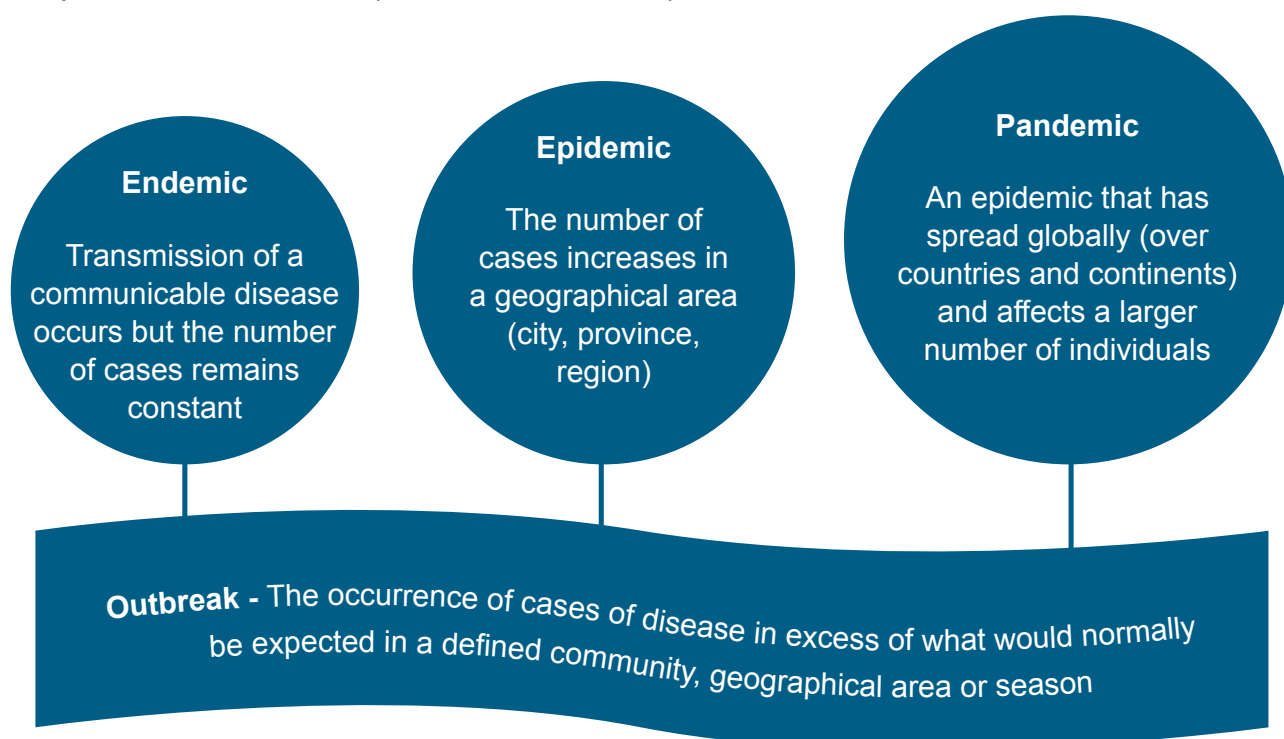 Endemic
Transmission of a
communicable disease
occurs but the number
of cases remains
constant
Epidemic
The number of
cases increases in
a geographical area
(city, province,
region)
Pandemic
An epidemic that has
spread globally (over
countries and continents)
and affects a larger
number of individuals
Outbreak - The occurrence of cases of disease in excess of what would normally
be expected in a defined community, geographical area or season